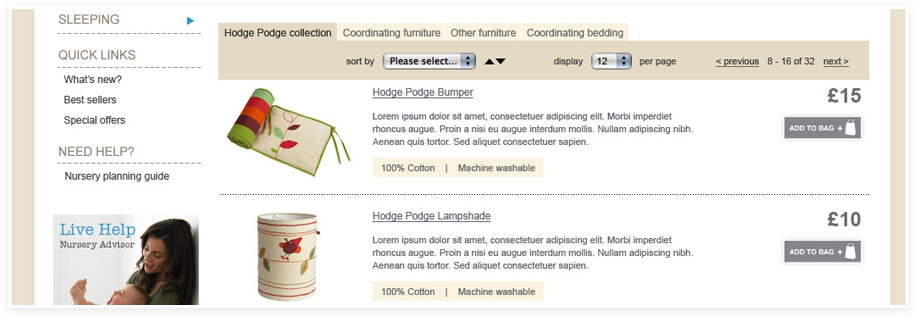 SLEEPING
QUICK LINKS
What's new?
Best sellers
Special offers
NEED HELP?
Nursery planning guide
Live Help
Nursery Advisor
Hodge Podge collection
Coordinating furniture
Other furniture
Coordinating bedding
sort by Please select... display 12 per page < previous 8 - 16 of 32 next >
Hodge Podge Bumper
£15
Lorem ipsum dolor sit amet, consectetuer adipiscing elit. Morbi imperdiet
rhoncus augue. Proin a nisi eu augue interdum mollis. Nullam adipiscing nibh.
Aenean quis tortor. Sed aliquet consectetuer sapien.
ADD TO BAG +
100% Cotton | Machine washable
Hodge Podge Lampshade
£10
Lorem ipsum dolor sit amet, consectetuer adipiscing elit. Morbi imperdiet
rhoncus augue. Proin a nisi eu augue interdum mollis. Nullam adipiscing nibh.
Aenean quis tortor. Sed aliquet consectetuer sapien.
ADD TO BAG +
100% Cotton | Machine washable